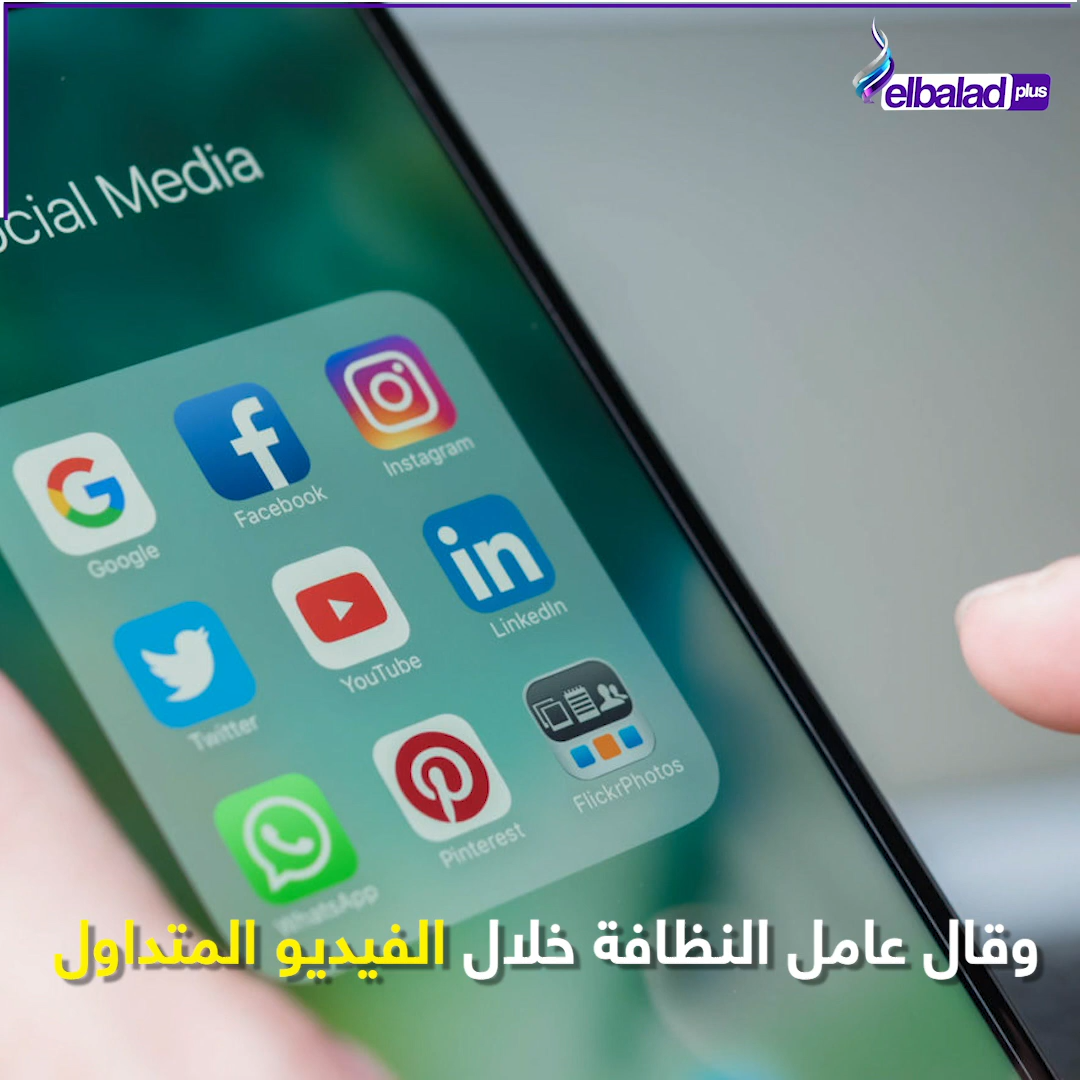 elbalad plus
ocial Media
Google
Facebook
Instagram
Twitter
YouTube
LinkedIn
WhatsApp
Pinterest
FlickrPhotos
وقال عامل النظافة خلال الفيديو المتداول